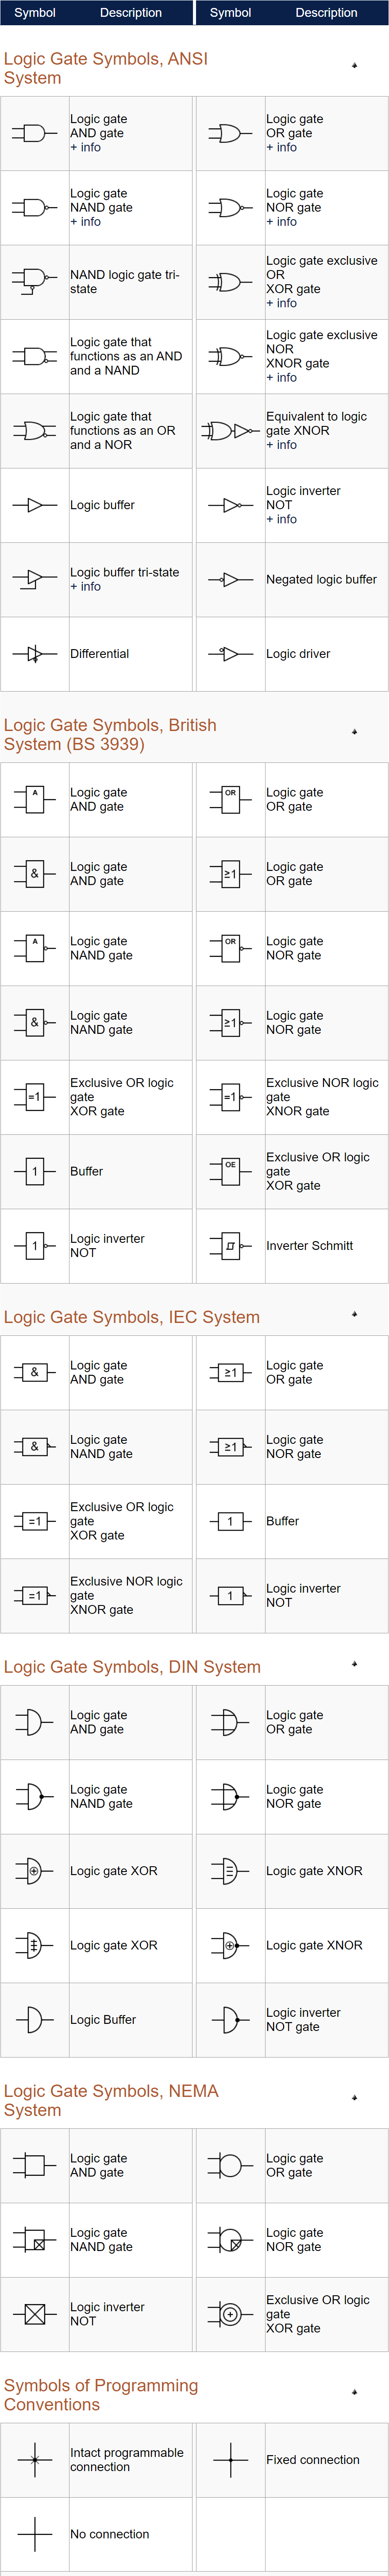 Symbol Description Symbol Description
Logic Gate Symbols, ANSI
System
Logic gate
AND gate
+ info
Logic gate
OR gate
+ info
Logic gate
NAND gate
+ info
Logic gate
NOR gate
+ info
NAND logic gate tri-
state
Logic gate exclusive
OR
XOR gate
+ info
Logic gate that
functions as an AND
and a NAND
Logic gate exclusive
NOR
XNOR gate
+ info
Logic gate that
functions as an OR
and a NOR
Equivalent to logic
gate XNOR
+ info
Logic buffer
Logic inverter
NOT
+ info
Logic buffer tri-state
+ info
Negated logic buffer
Differential
Logic driver
Logic Gate Symbols, British
System (BS 3939)
A
Logic gate
AND gate
OR
Logic gate
OR gate
&
Logic gate
AND gate
≥1
Logic gate
OR gate
A
Logic gate
NAND gate
OR
Logic gate
NOR gate
&
Logic gate
NAND gate
≥1
Logic gate
NOR gate
=1
Exclusive OR logic
gate
XOR gate
=1
Exclusive NOR logic
gate
XNOR gate
1
Buffer
OE
Exclusive OR logic
gate
XOR gate
1
Logic inverter
NOT
Inverter Schmitt
Logic Gate Symbols, IEC System
&
Logic gate
AND gate
≥1
Logic gate
OR gate
&
Logic gate
NAND gate
≥1
Logic gate
NOR gate
=1
Exclusive OR logic
gate
XOR gate
1
Buffer
=1
Exclusive NOR logic
gate
XNOR gate
1
Logic inverter
NOT
Logic Gate Symbols, DIN System
Logic gate
AND gate
Logic gate
OR gate
Logic gate
NAND gate
Logic gate
NOR gate
Logic gate XOR
Logic gate XNOR
Logic gate XOR
Logic gate XNOR
Logic Buffer
Logic inverter
NOT gate
Logic Gate Symbols, NEMA
System
Logic gate
AND gate
Logic gate
OR gate
Logic gate
NAND gate
Logic gate
NOR gate
Logic inverter
NOT
Exclusive OR logic
gate
XOR gate
Symbols of Programming
Conventions
Intact programmable
connection
Fixed connection
No connection